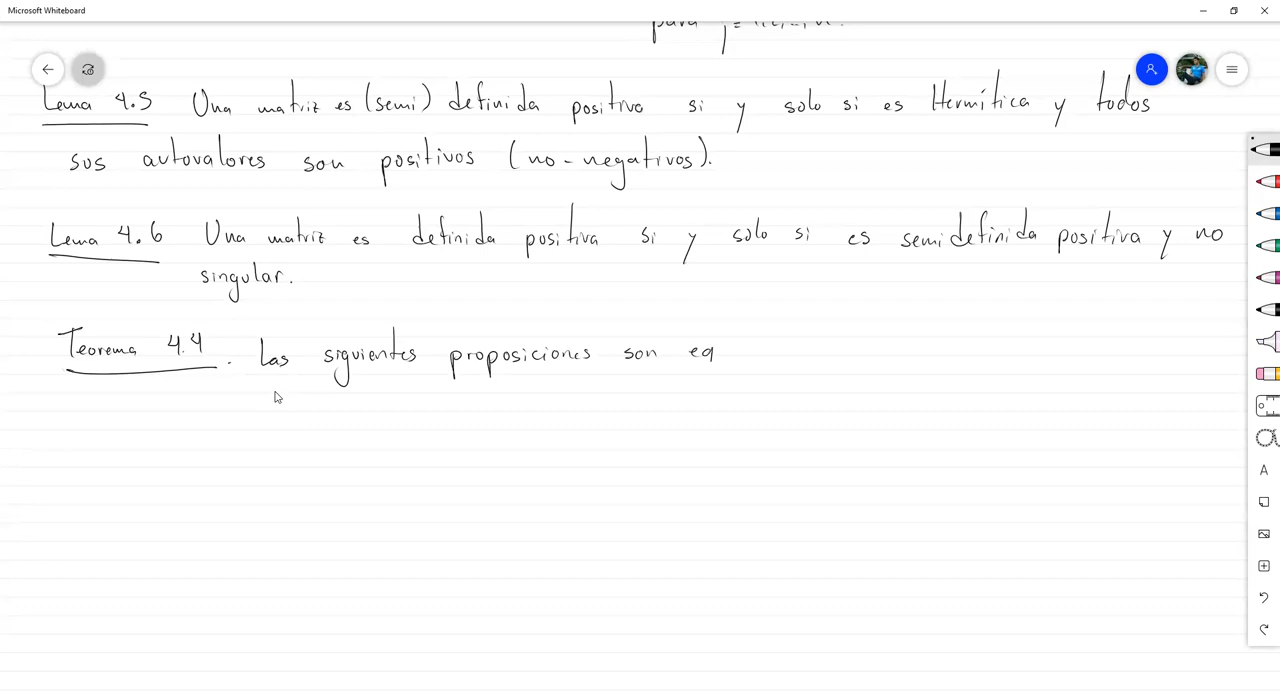 Microsoft Whiteboard
para
Lema 4.5 Una matriz es (semi) definida positiva si y solo si es Hermítica y todos
sus autovalores son positivos (no-negativos).
Lema 4.6 Una matriz es definida positiva si y solo si es semidefinida positiva y no
singular.
Teorema 4.4. Las siguientes proposiciones son eq
A